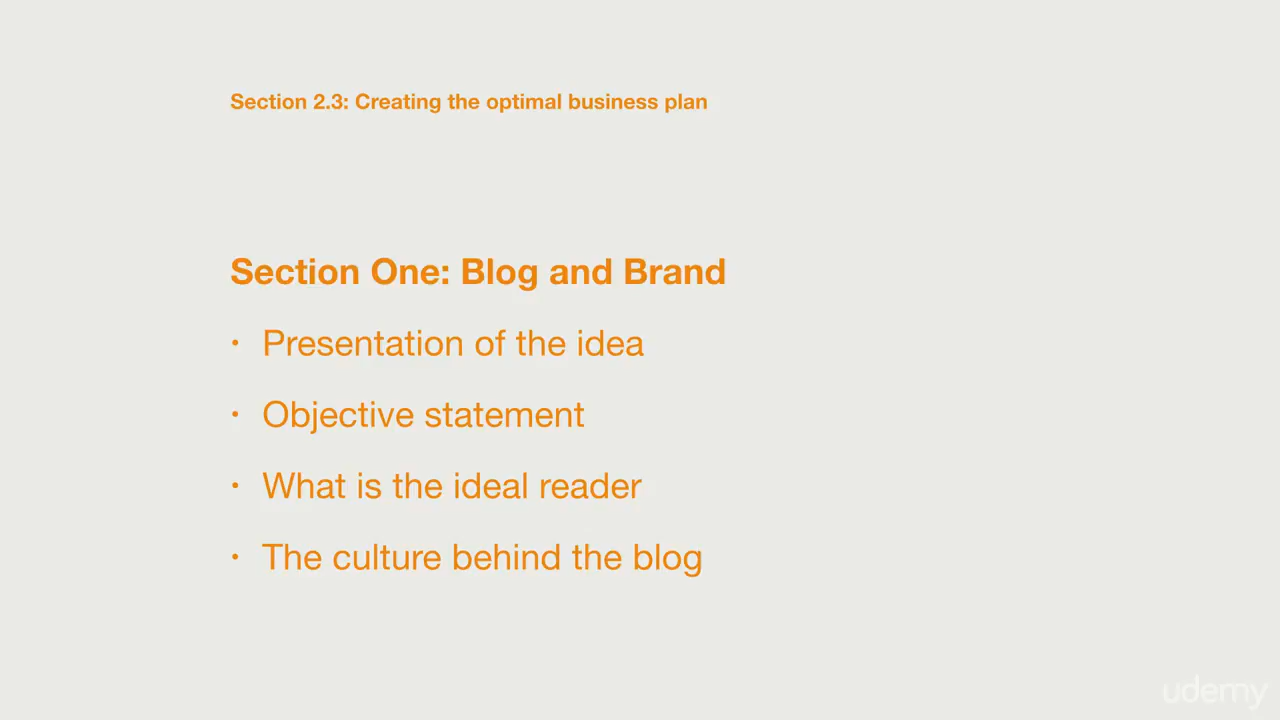 Section 2.3: Creating the optimal business plan
Section One: Blog and Brand
• Presentation of the idea
• Objective statement
• What is the ideal reader
• The culture behind the blog
udemy